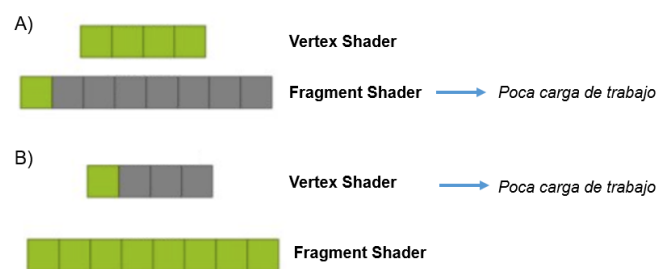 A)
Vertex Shader
Fragment Shader Poca carga de trabajo
B)
Vertex Shader Poca carga de trabajo
Fragment Shader